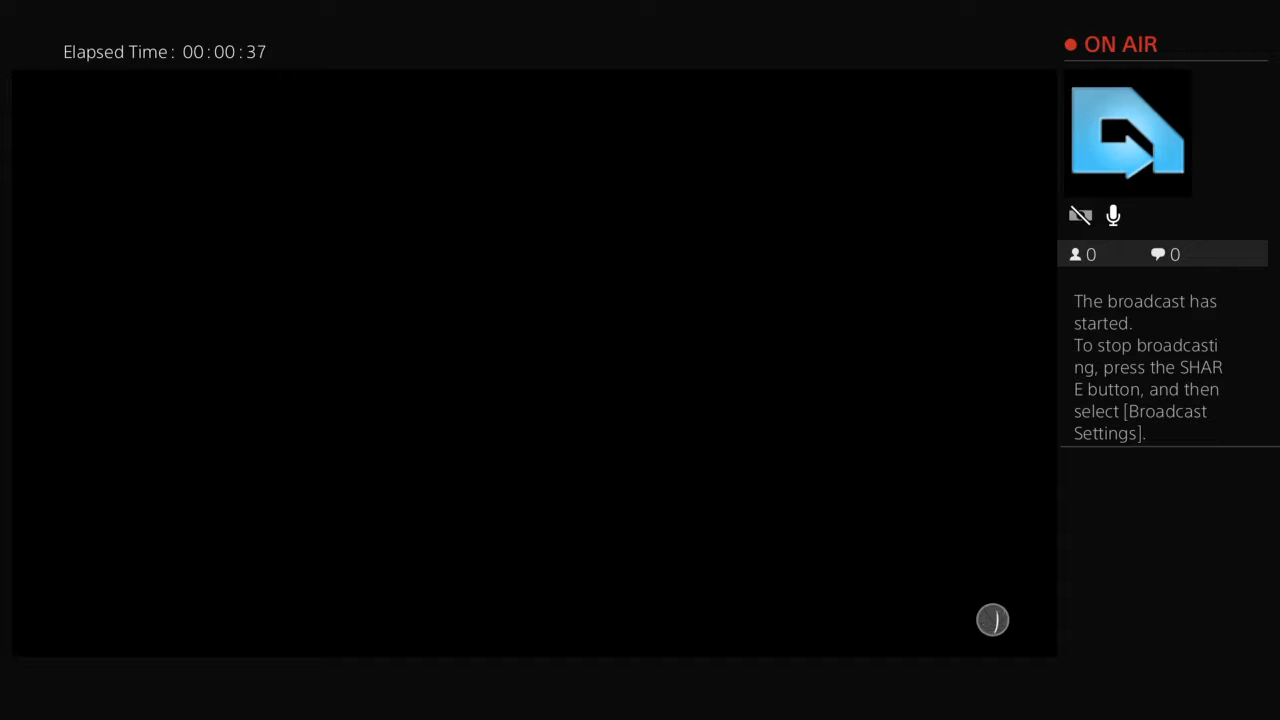 Elapsed Time: 00:00:37
ON AIR
0 0
The broadcast has
started.
To stop broadcasti
ng, press the SHAR
E button, and then
select [Broadcast
Settings].